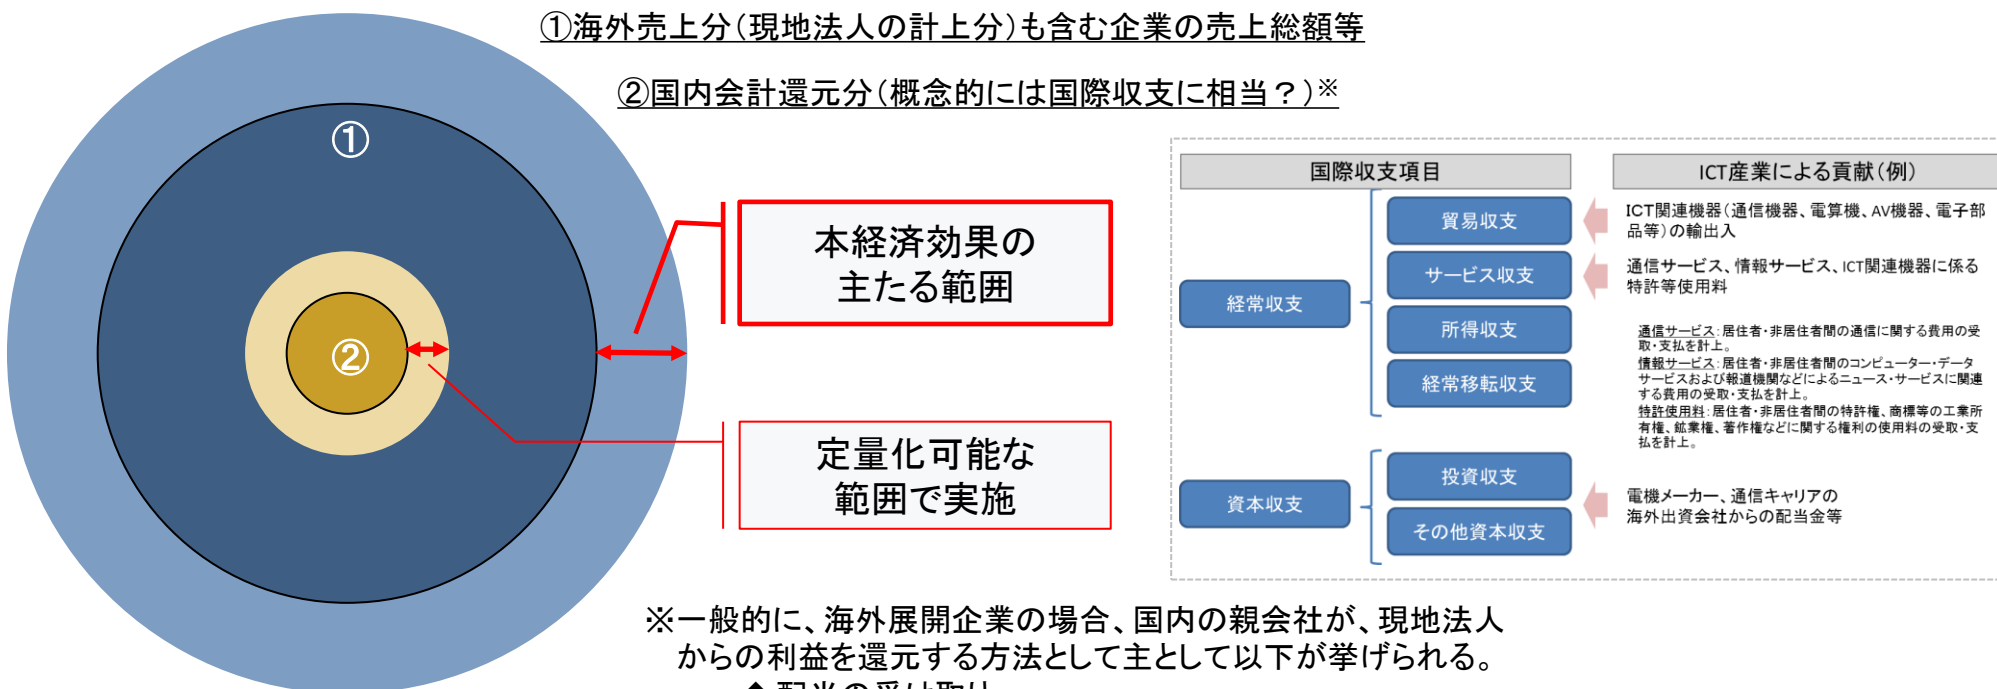 ①海外売上分(現地法人の計上分)も含む企業の売上総額等
②国内会計還元分(概念的には国際収支に相当?)※
①
②
本経済効果の
主たる範囲
定量化可能な
範囲で実施
国際収支項目
ICT産業による貢献(例)
経常収支
貿易収支
サービス収支
所得収支
経常移転収支
資本収支
投資収支
その他資本収支
ICT関連機器(通信機器、電算機、AV機器、電子部
品等)の輸出入
通信サービス、情報サービス、ICT関連機器に係る
特許等使用料
通信サービス:居住者・非居住者間の通信に関する費用の受
取・支払を計上。
情報サービス:居住者・非居住者間のコンピューター・データ
サービスおよび報道機関などによるニュース・サービスに関連
する費用の受取・支払を計上。
特許使用料:居住者・非居住者間の特許権、商標等の工業所
有権、鉱業権、著作権などに関する権利の使用料の受取・支
払を計上。
電機メーカー、通信キャリアの
海外出資会社からの配当金等
※一般的に、海外展開企業の場合、国内の親会社が、現地法人
からの利益を還元する方法として主として以下が挙げられる。
◆配当の受け取り